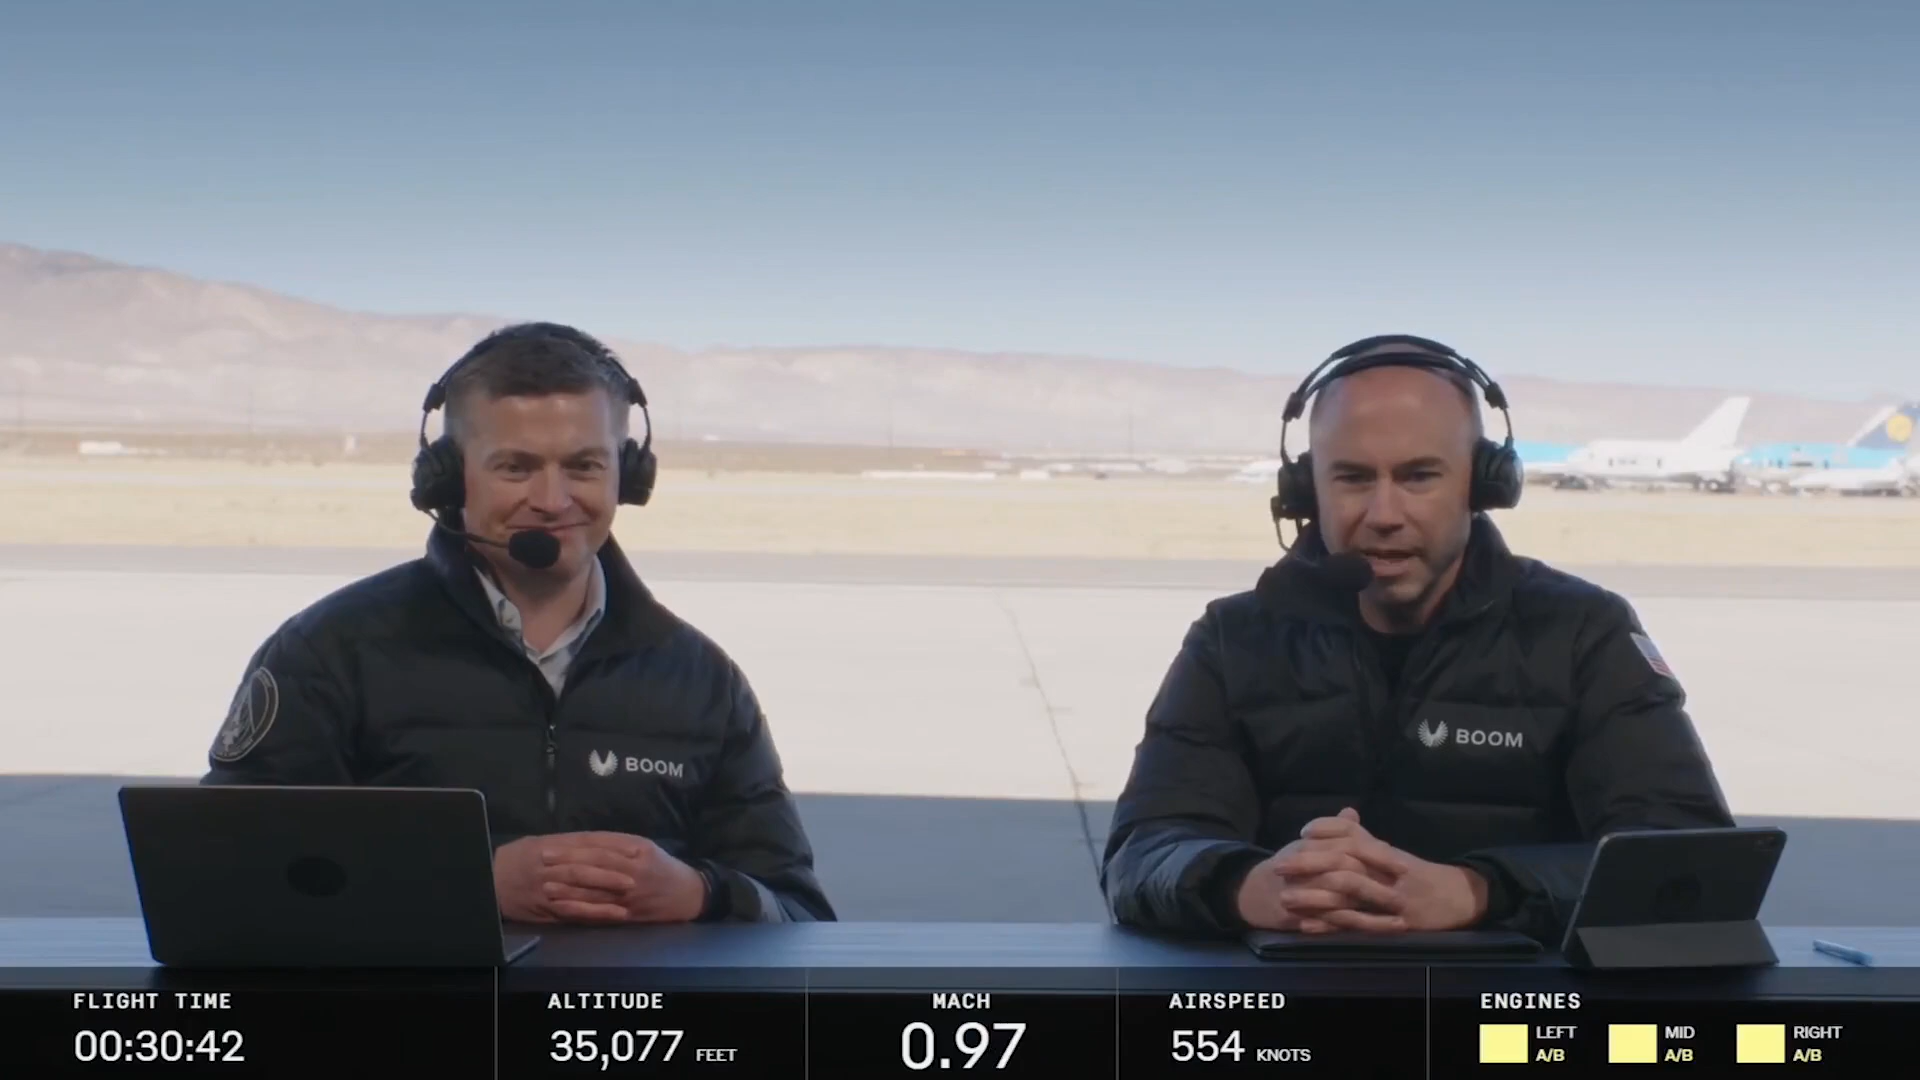 BOOM
BOOM
FLIGHT TIME
00:30:42
ALTITUDE
35,077 FEET
MACH
0.97
AIRSPEED
554 KNOTS
ENGINES
LEFT
A/B
MID
A/B
RIGHT
A/B